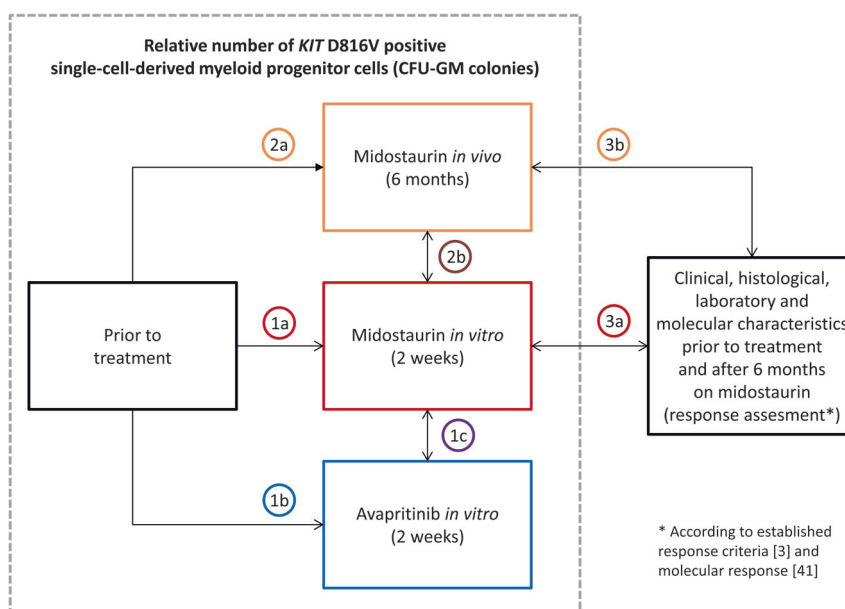 Relative number of KIT D816V positive
single-cell-derived myeloid progenitor cells (CFU-GM colonies)
2a
Midostaurin in vivo
(6 months)
3b
2b
Prior to
treatment
1a
Midostaurin in vitro
(2 weeks)
3a
Clinical, histological,
laboratory and
molecular characteristics
prior to treatment
and after 6 months
on midostaurin
(response assesment*)
1c
1b
Avapritinib in vitro
(2 weeks)
* According to established
response criteria [3] and
molecular response [41]